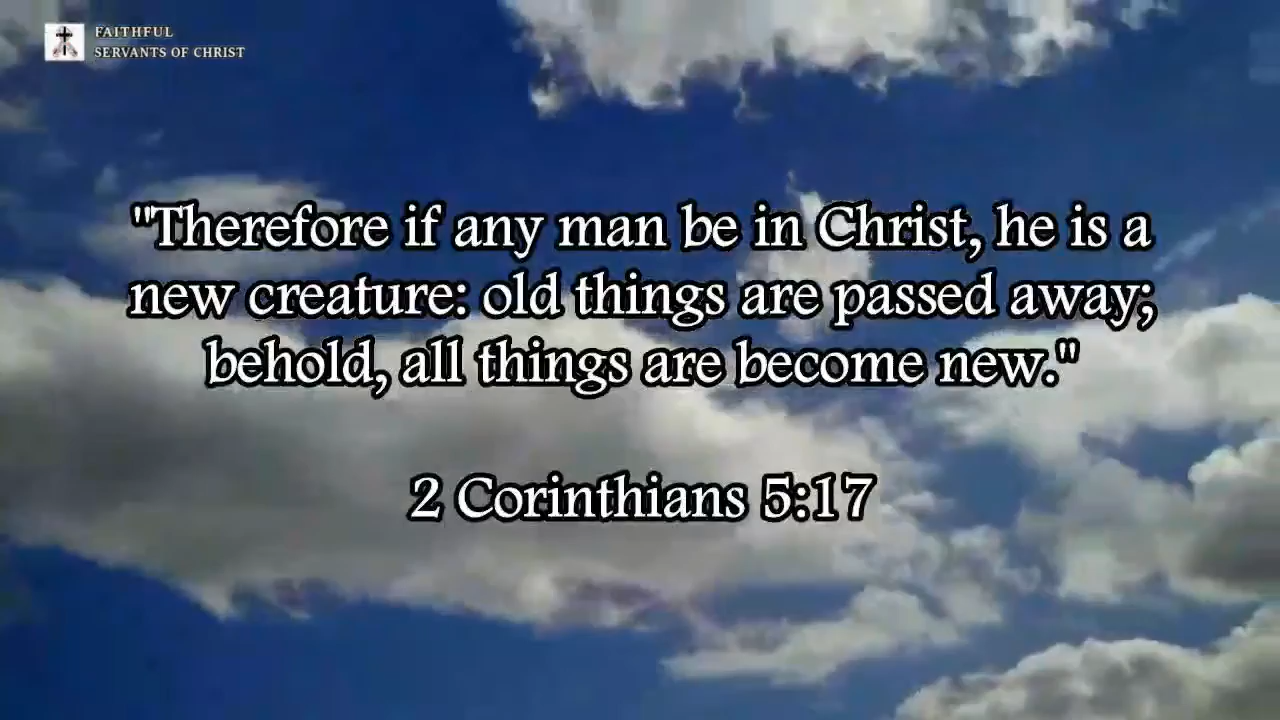 FAITHFUL
SERVANTS OF CHRIST
"Therefore if any man be in Christ, he is a
new creature: old things are passed away;
behold, all things are become new."
2 Corinthians 5:17